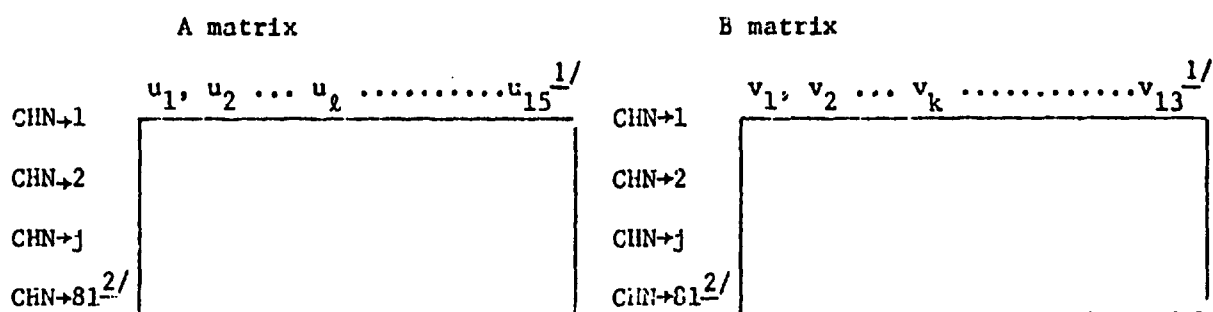 A matrix B matrix
u1, u2 ... uℓ ..........u15 1/ v1, v2 ... vk ............v13 1/
CHN→1 CHN→1
CHN→2 CHN→2
CHN→j CHN→j
CHN→81 2/ CHN→81 2/